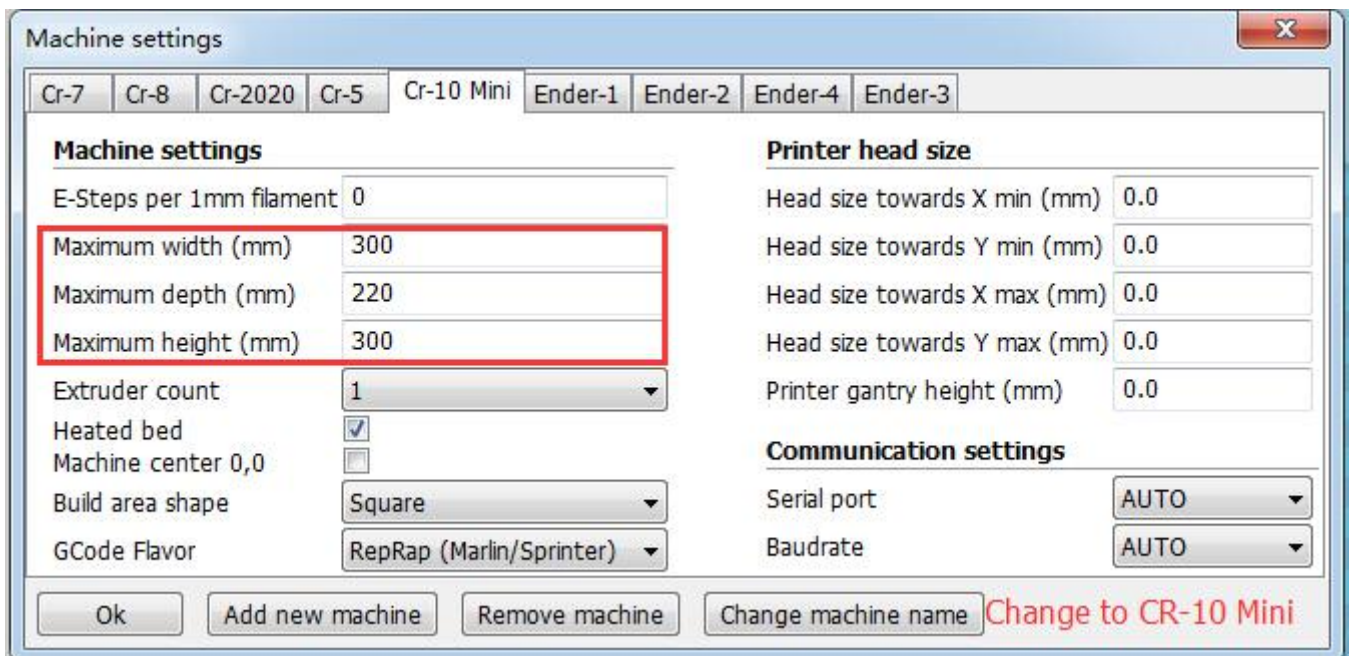 Machine settings
Cr-7 Cr-8 Cr-2020 Cr-5 Cr-10 Mini Ender-1 Ender-2 Ender-4 Ender-3
Machine settings
E-Steps per 1mm filament 0
Maximum width (mm) 300
Maximum depth (mm) 220
Maximum height (mm) 300
Extruder count 1
Heated bed
Machine center 0,0
Build area shape Square
GCode Flavor RepRap (Marlin/Sprinter)
Printer head size
Head size towards X min (mm) 0.0
Head size towards Y min (mm) 0.0
Head size towards X max (mm) 0.0
Head size towards Y max (mm) 0.0
Printer gantry height (mm) 0.0
Communication settings
Serial port AUTO
Baudrate AUTO
Ok Add new machine Remove machine Change machine name Change to CR-10 Mini